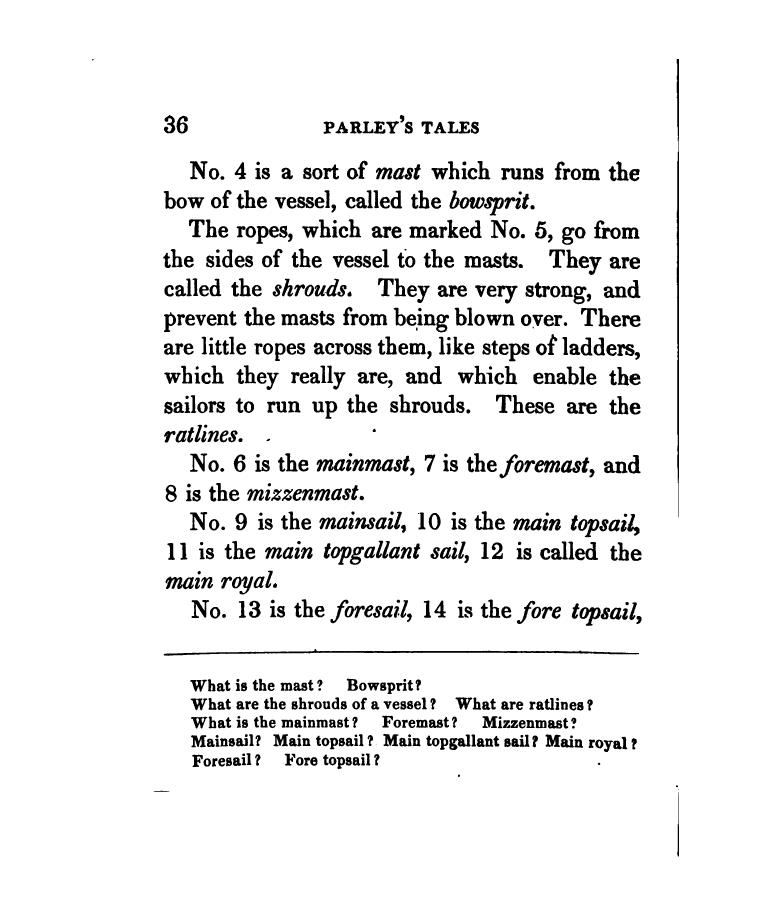 36 PARLEY'S TALES
No. 4 is a sort of mast which runs from the
bow of the vessel, called the bowsprit.
The ropes, which are marked No. 5, go from
the sides of the vessel to the masts. They are
called the shrouds. They are very strong, and
prevent the masts from being blown over. There
are little ropes across them, like steps of ladders,
which they really are, and which enable the
sailors to run up the shrouds. These are the
ratlines.
No. 6 is the mainmast, 7 is the foremast, and
8 is the mizzenmast.
No. 9 is the mainsail, 10 is the main topsail,
11 is the main topgallant sail, 12 is called the
main royal.
No. 13 is the foresail, 14 is the fore topsail,
What is the mast? Bowsprit?
What are the shrouds of a vessel? What are ratlines?
What is the mainmast? Foremast? Mizzenmast?
Mainsail? Main topsail? Main topgallant sail? Main royal?
Foresail? Fore topsail?